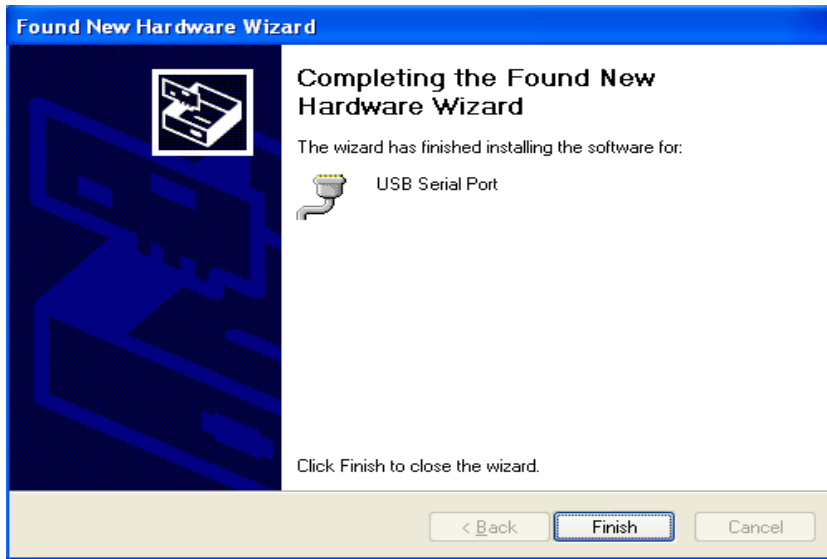 Found New Hardware Wizard
Completing the Found New
Hardware Wizard
The wizard has finished installing the software for:
USB Serial Port
Click Finish to close the wizard.
< Back
Finish
Cancel